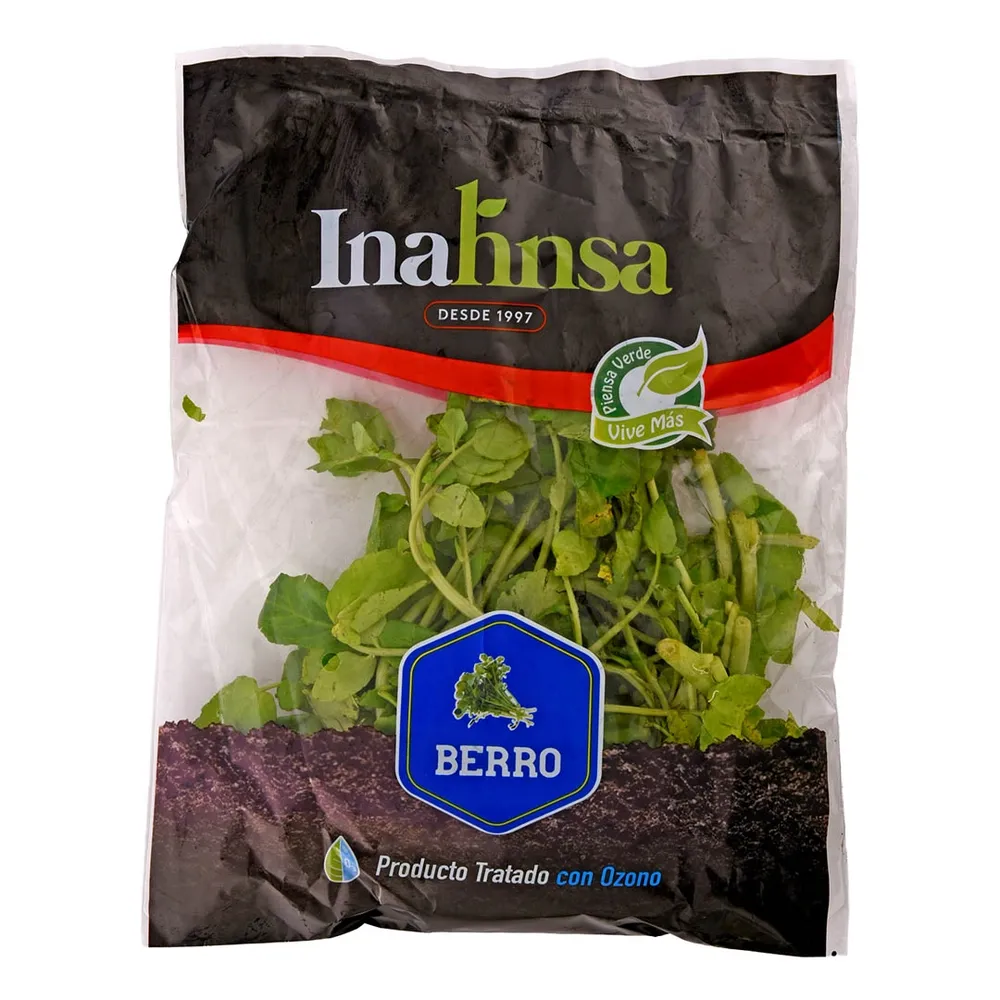 Inahnsa
DESDE 1997
Piensa Verde
Vive Más
BERRO
Producto Tratado con Ozono